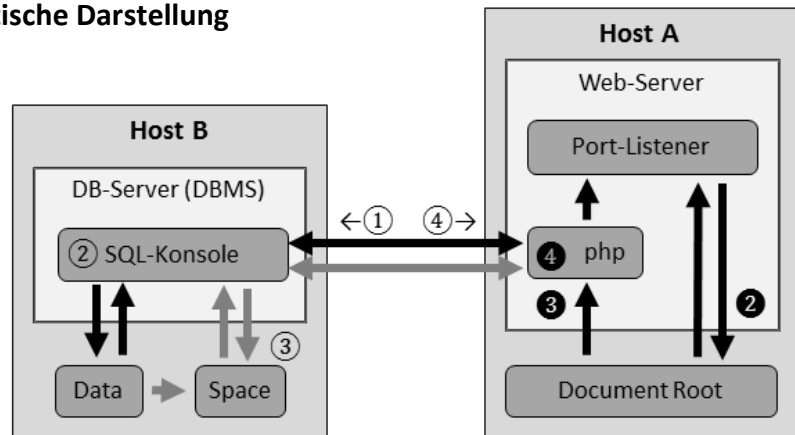 tische Darstellung
Host A
Web-Server
Port-Listener
Host B
DB-Server (DBMS)
←① ④→
② SQL-Konsole
❹ php
❸
❷
③
Data
Space
Document Root